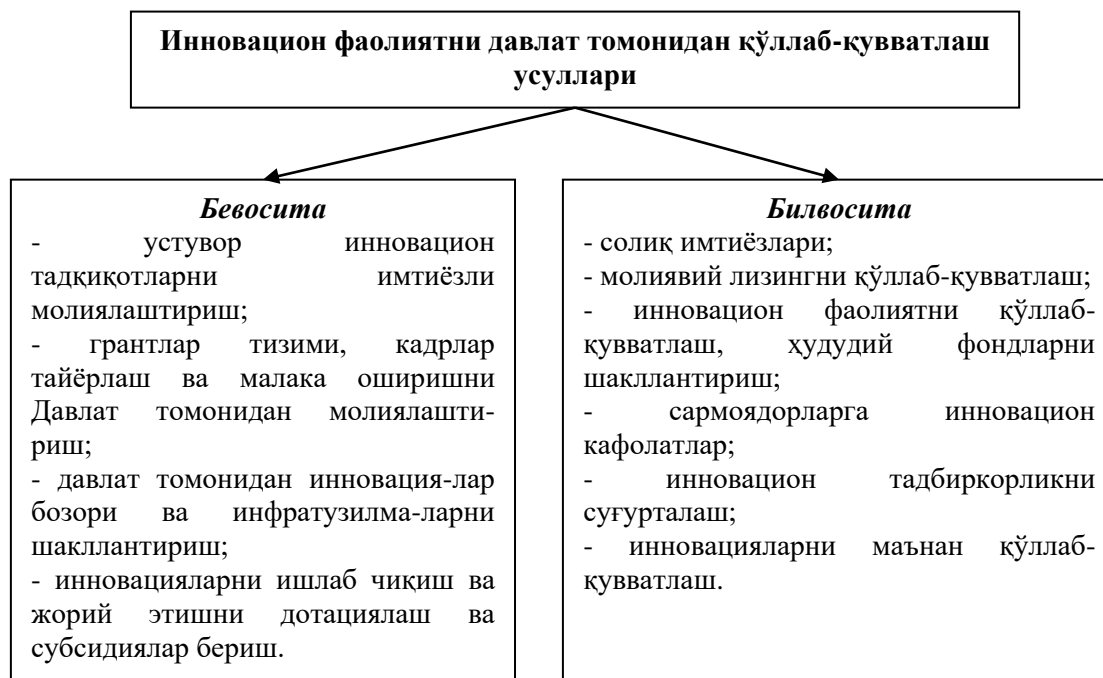 Инновацион фаолиятни давлат томонидан қўллаб-қувватлаш
усуллари
Бевосита
- устувор инновацион
тадқиқотларни имтиёзли
молиялаштириш;
- грантлар тизими, кадрлар
тайёрлаш ва малака оширишни
Давлат томонидан молиялашти-
риш;
- давлат томонидан инновация-лар
бозори ва инфратузилма-ларни
шакллантириш;
- инновацияларни ишлаб чиқиш ва
жорий этишни дотациялаш ва
субсидиялар бериш.
Билвосита
- солиқ имтиёзлари;
- молиявий лизингни қўллаб-қувватлаш;
- инновацион фаолиятни қўллаб-
қувватлаш, ҳудудий фондларни
шакллантириш;
- сармоядорларга инновацион
кафолатлар;
- инновацион тадбиркорликни
суғурталаш;
- инновацияларни маънан қўллаб-
қувватлаш.